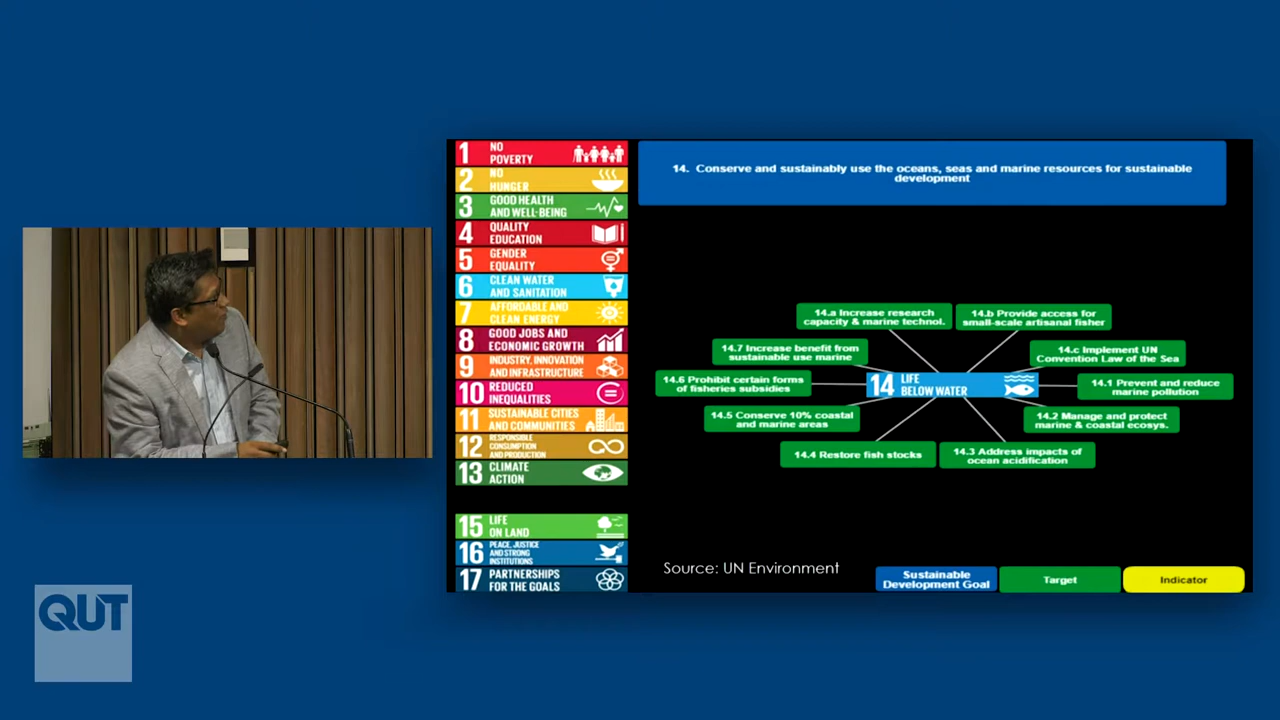 1 NO
POVERTY
2 NO
HUNGER
3 GOOD HEALTH
AND WELL-BEING
4 QUALITY
EDUCATION
5 GENDER
EQUALITY
6 CLEAN WATER
AND SANITATION
7 AFFORDABLE AND
CLEAN ENERGY
8 GOOD JOBS AND
ECONOMIC GROWTH
9 INDUSTRY, INNOVATION
AND INFRASTRUCTURE
10 REDUCED
INEQUALITIES
11 SUSTAINABLE CITIES
AND COMMUNITIES
12 RESPONSIBLE
CONSUMPTION
AND PRODUCTION
13 CLIMATE
ACTION
15 LIFE
ON LAND
16 PEACE, JUSTICE
AND STRONG
INSTITUTIONS
17 PARTNERSHIPS
FOR THE GOALS
14. Conserve and sustainably use the oceans, seas and marine resources for sustainable
development
14.a Increase research
capacity & marine technol.
14.b Provide access for
small-scale artisanal fisher
14.7 Increase benefit from
sustainable use marine
14.c Implement UN
Convention Law of the Sea
14.6 Prohibit certain forms
of fisheries subsidies
14 LIFE
BELOW WATER
14.1 Prevent and reduce
marine pollution
14.5 Conserve 10% coastal
and marine areas
14.2 Manage and protect
marine & coastal ecosys.
14.4 Restore fish stocks
14.3 Address impacts of
ocean acidification
Source: UN Environment
Sustainable
Development Goal
Target
Indicator
QUT